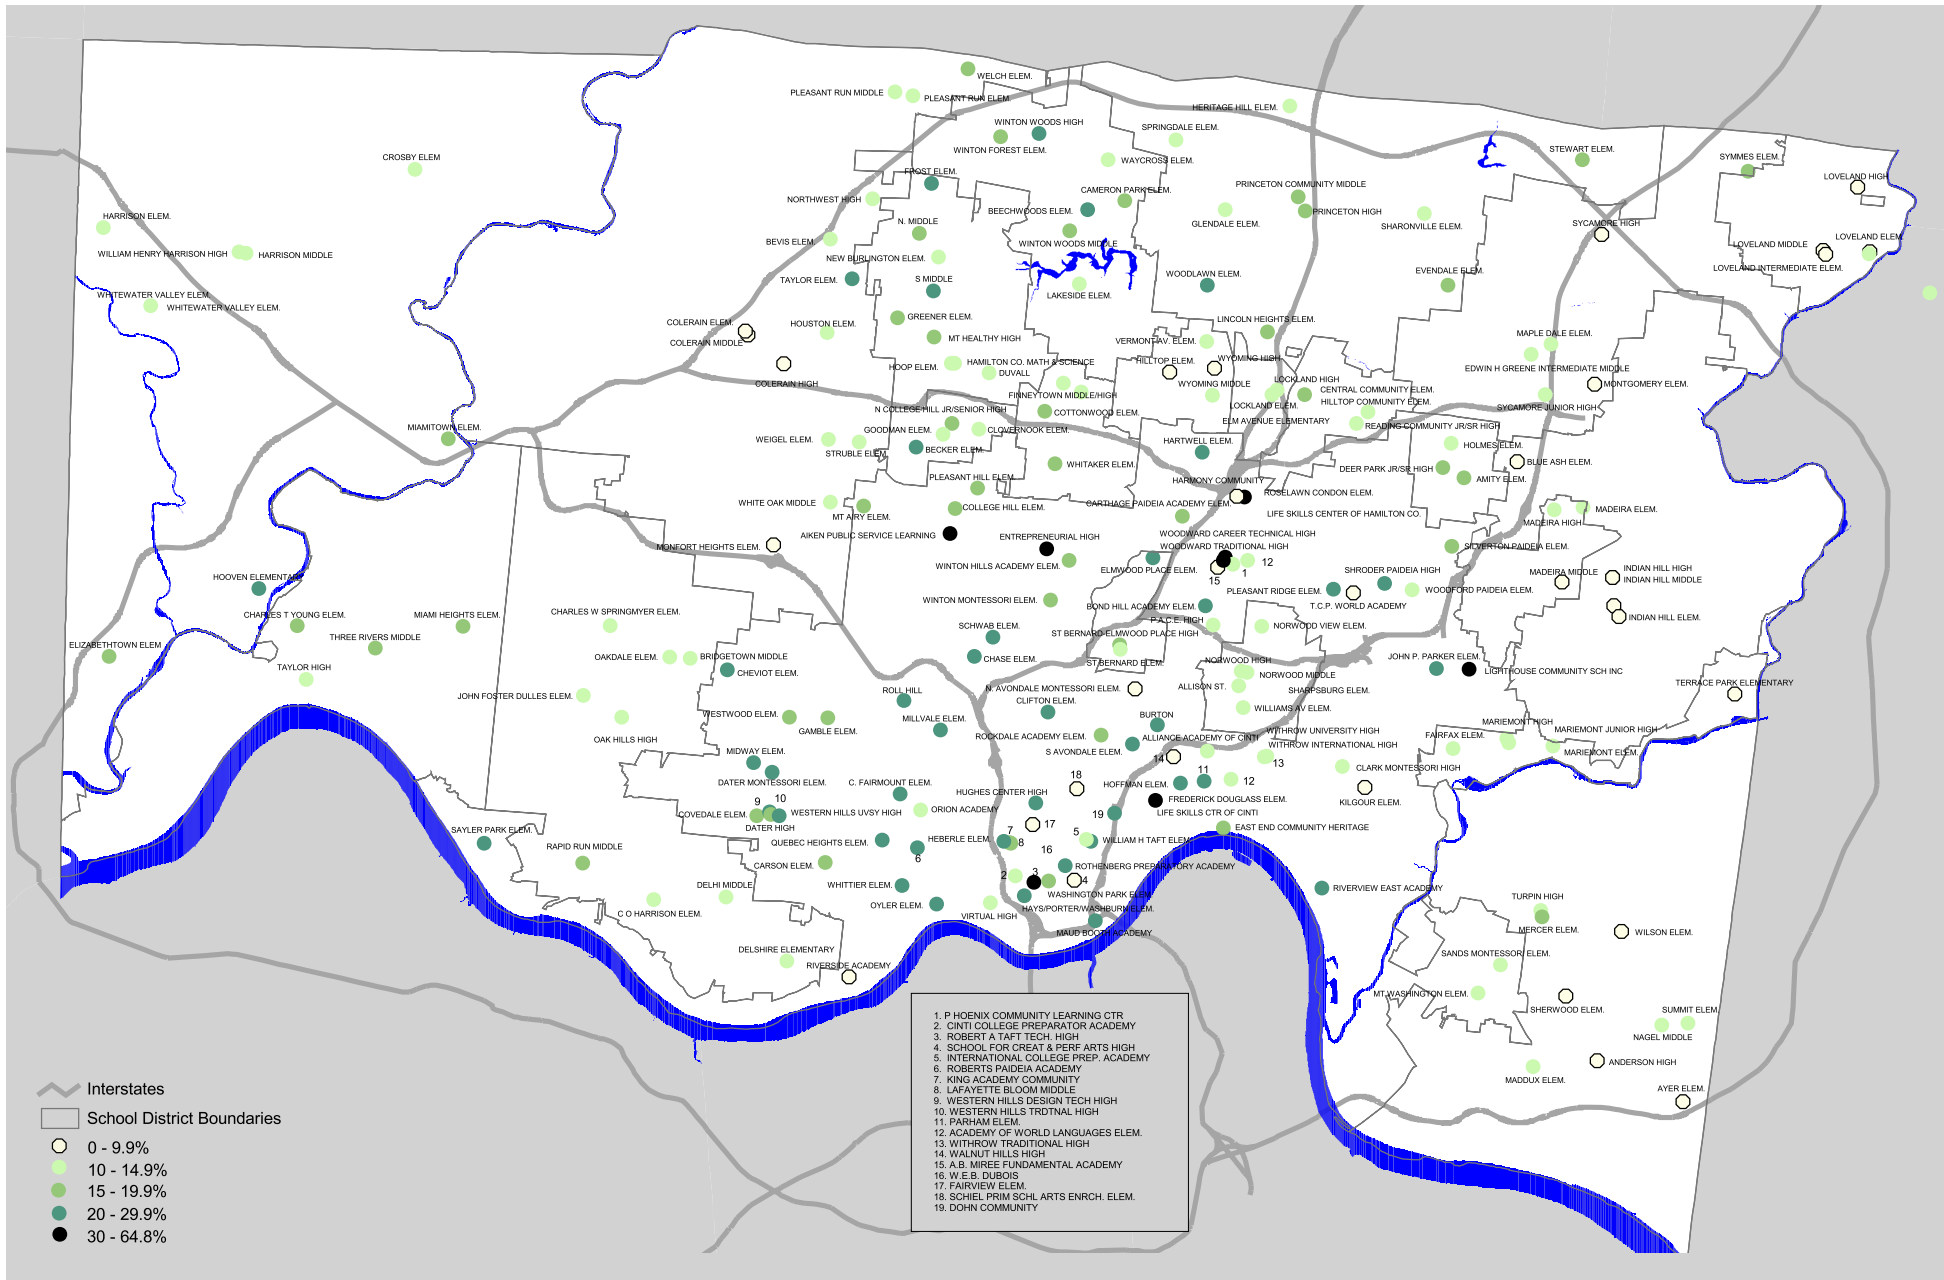 WELCH ELEM.
PLEASANT RUN MIDDLE
PLEASANT RUN ELEM.
HERITAGE HILL ELEM.
WINTON WOODS HIGH
SPRINGDALE ELEM.
WINTON FOREST ELEM.
STEWART ELEM.
CROSBY ELEM
WAYCROSS ELEM.
SYMMES ELEM.
FROST ELEM.
LOVELAND HIGH
CAMERON PARK ELEM.
PRINCETON COMMUNITY MIDDLE
NORTHWEST HIGH
BEECHWOODS ELEM.
PRINCETON HIGH
HARRISON ELEM.
N. MIDDLE
GLENDALE ELEM.
SHARONVILLE ELEM.
SYCAMORE HIGH
BEVIS ELEM.
WINTON WOODS MIDDLE
LOVELAND MIDDLE
LOVELAND ELEM.
WILLIAM HENRY HARRISON HIGH
HARRISON MIDDLE
NEW BURLINGTON ELEM.
LOVELAND INTERMEDIATE ELEM.
TAYLOR ELEM.
S MIDDLE
WOODLAWN ELEM.
EVENDALE ELEM.
WHITEWATER VALLEY ELEM
LAKESIDE ELEM.
WHITEWATER VALLEY ELEM.
GREENER ELEM.
LINCOLN HEIGHTS ELEM.
COLERAIN ELEM.
HOUSTON ELEM.
MAPLE DALE ELEM.
COLERAIN MIDDLE
MT HEALTHY HIGH
VERMONT AV. ELEM.
HOOP ELEM.
HAMILTON CO. MATH & SCIENCE
HILLTOP ELEM.
WYOMING HIGH
EDWIN H GREENE INTERMEDIATE MIDDLE
DUVALL
COLERAIN HIGH
WYOMING MIDDLE
LOCKLAND HIGH
MONTGOMERY ELEM.
FINNEYTOWN MIDDLE/HIGH
CENTRAL COMMUNITY ELEM.
HILLTOP COMMUNITY ELEM.
LOCKLAND ELEM.
SYCAMORE JUNIOR HIGH
N COLLEGE HILL JR/SENIOR HIGH
COTTONWOOD ELEM.
ELM AVENUE ELEMENTARY
MIAMITOWN ELEM.
GOODMAN ELEM.
CLOVERNOOK ELEM.
READING COMMUNITY JR/SR HIGH
WEIGEL ELEM.
STRUBLE ELEM.
BECKER ELEM.
HARTWELL ELEM.
HOLMES ELEM.
WHITAKER ELEM.
DEER PARK JR/SR HIGH
BLUE ASH ELEM.
PLEASANT HILL ELEM.
HARMONY COMMUNITY
AMITY ELEM.
ROSELAWN CONDON ELEM.
WHITE OAK MIDDLE
CARTHAGE PAIDEIA ACADEMY ELEM.
COLLEGE HILL ELEM.
MADEIRA ELEM.
MT AIRY ELEM.
LIFE SKILLS CENTER OF HAMILTON CO.
MADEIRA HIGH
AIKEN PUBLIC SERVICE LEARNING
ENTREPRENEURIAL HIGH
WOODWARD CAREER TECHNICAL HIGH
MONFORT HEIGHTS ELEM.
WOODWARD TRADITIONAL HIGH
SILVERTON PAIDEIA ELEM.
WINTON HILLS ACADEMY ELEM.
ELMWOOD PLACE ELEM.
12
1
15
SHRODER PAIDEIA HIGH
MADEIRA MIDDLE
INDIAN HILL HIGH
INDIAN HILL MIDDLE
HOOVEN ELEMENTARY
PLEASANT RIDGE ELEM.
WOODFORD PAIDEIA ELEM.
WINTON MONTESSORI ELEM.
BOND HILL ACADEMY ELEM.
T.C.P. WORLD ACADEMY
CHARLES T YOUNG ELEM.
MIAMI HEIGHTS ELEM.
CHARLES W SPRINGMYER ELEM.
P.A.C.E. HIGH
INDIAN HILL ELEM.
SCHWAB ELEM.
ST BERNARD-ELMWOOD PLACE HIGH
NORWOOD VIEW ELEM.
THREE RIVERS MIDDLE
ELIZABETHTOWN ELEM
OAKDALE ELEM.
BRIDGETOWN MIDDLE
CHASE ELEM.
ST BERNARD ELEM.
NORWOOD HIGH
JOHN P. PARKER ELEM.
TAYLOR HIGH
CHEVIOT ELEM.
NORWOOD MIDDLE
LIGHTHOUSE COMMUNITY SCH INC
ALLISON ST.
SHARPSBURG ELEM.
TERRACE PARK ELEMENTARY
JOHN FOSTER DULLES ELEM.
ROLL HILL
N. AVONDALE MONTESSORI ELEM.
CLIFTON ELEM.
WILLIAMS AV ELEM.
WESTWOOD ELEM.
MILLVALE ELEM.
BURTON
GAMBLE ELEM.
MARIEMONT HIGH
MARIEMONT JUNIOR HIGH
OAK HILLS HIGH
ROCKDALE ACADEMY ELEM.
ALLIANCE ACADEMY OF CINTI
WITHROW UNIVERSITY HIGH
FAIRFAX ELEM.
WITHROW INTERNATIONAL HIGH
MIDWAY ELEM.
S AVONDALE ELEM.
MARIEMONT ELEM.
14
13
CLARK MONTESSORI HIGH
11
18
12
DATER MONTESSORI ELEM.
C. FAIRMOUNT ELEM.
HOFFMAN ELEM.
HUGHES CENTER HIGH
FREDERICK DOUGLASS ELEM.
KILGOUR ELEM.
9
10
COVEDALE ELEM.
WESTERN HILLS UVSY HIGH
ORION ACADEMY
19
LIFE SKILLS CTR OF CINTI
DATER HIGH
17
EAST END COMMUNITY HERITAGE
SAYLER PARK ELEM.
7
5
QUEBEC HEIGHTS ELEM.
HEBERLE ELEM.
8
WILLIAM H TAFT ELEM.
RAPID RUN MIDDLE
6
16
CARSON ELEM.
ROTHENBERG PREPARATORY ACADEMY
2
3
4
DELHI MIDDLE
WHITTIER ELEM.
RIVERVIEW EAST ACADEMY
WASHINGTON PARK ELEM.
TURPIN HIGH
OYLER ELEM.
HAYS/PORTER/WASHBURN ELEM.
C O HARRISON ELEM.
VIRTUAL HIGH
MERCER ELEM.
WILSON ELEM.
MAUD BOOTH ACADEMY
DELSHIRE ELEMENTARY
SANDS MONTESSORI ELEM.
RIVERSIDE ACADEMY
MT WASHINGTON ELEM.
SHERWOOD ELEM.
SUMMIT ELEM.
NAGEL MIDDLE
ANDERSON HIGH
MADDUX ELEM.
AYER ELEM.
1. P HOENIX COMMUNITY LEARNING CTR
2. CINTI COLLEGE PREPARATOR ACADEMY
3. ROBERT A TAFT TECH. HIGH
4. SCHOOL FOR CREAT & PERF ARTS HIGH
5. INTERNATIONAL COLLEGE PREP. ACADEMY
6. ROBERTS PAIDEIA ACADEMY
7. KING ACADEMY COMMUNITY
8. LAFAYETTE BLOOM MIDDLE
9. WESTERN HILLS DESIGN TECH HIGH
10. WESTERN HILLS TRDTNAL HIGH
11. PARHAM ELEM.
12. ACADEMY OF WORLD LANGUAGES ELEM.
13. WITHROW TRADITIONAL HIGH
14. WALNUT HILLS HIGH
15. A.B. MIREE FUNDAMENTAL ACADEMY
16. W.E.B. DUBOIS
17. FAIRVIEW ELEM.
18. SCHIEL PRIM SCHL ARTS ENRCH. ELEM.
19. DOHN COMMUNITY
Interstates
School District Boundaries
0 - 9.9%
10 - 14.9%
15 - 19.9%
20 - 29.9%
30 - 64.8%